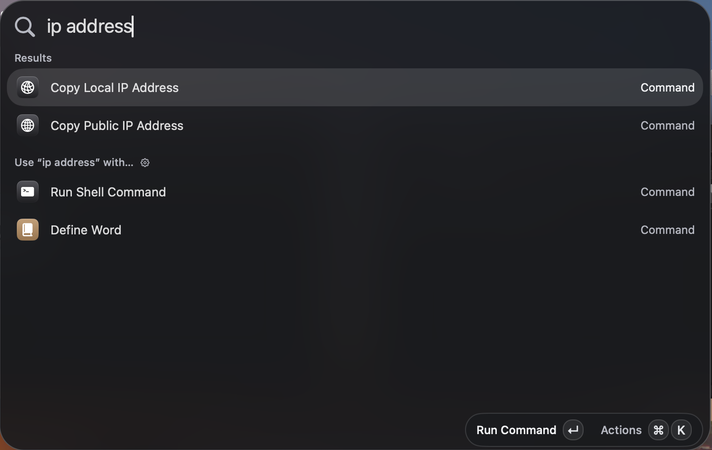 ip address
Results
Copy Local IP Address Command
Copy Public IP Address Command
Use “ip address” with...
Run Shell Command Command
Define Word Command
Run Command ↵ Actions ⌘ K